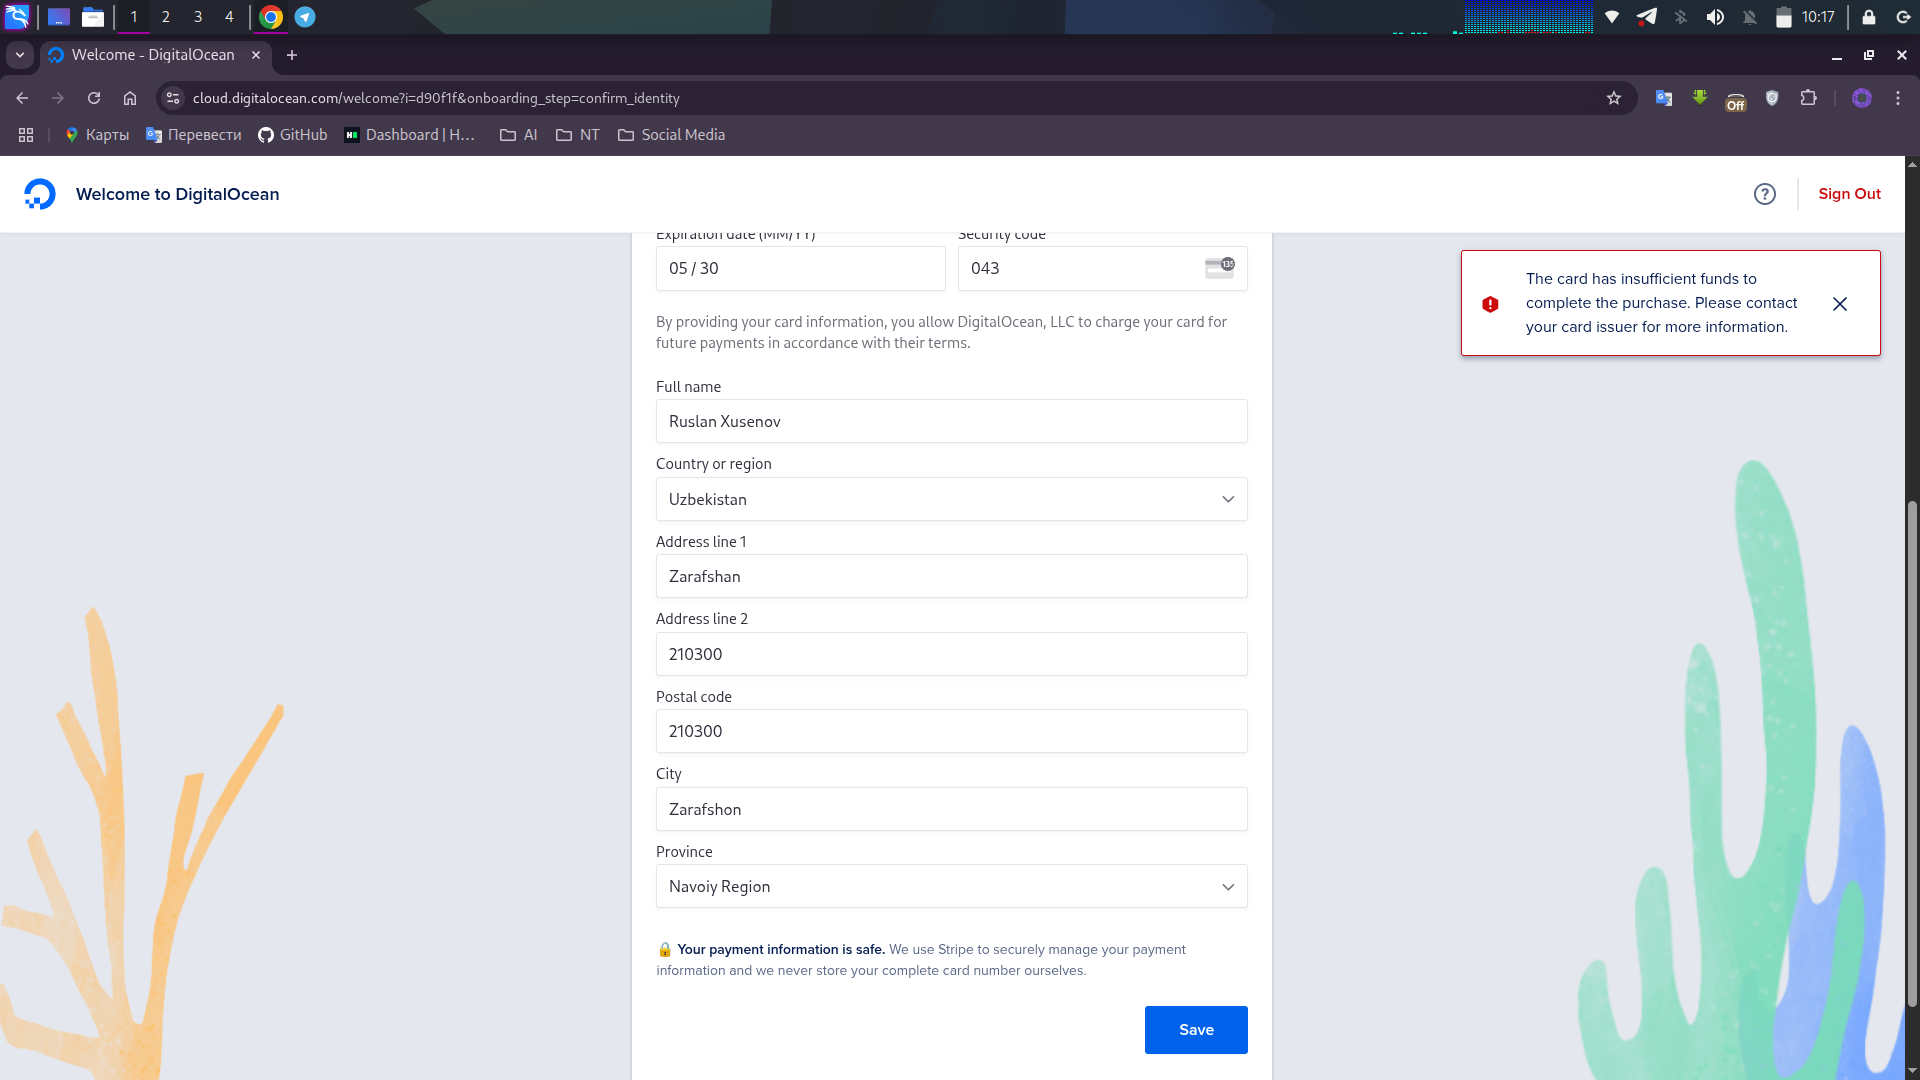 1 2 3 4 10:17
Welcome - DigitalOcean
cloud.digitalocean.com/welcome?i=d90f1f&onboarding_step=confirm_identity
Off
Карты Перевести GitHub Dashboard | H... AI NT Social Media
Welcome to DigitalOcean
Sign Out
Expiration date (MM/YY) Security code
05 / 30 043
The card has insufficient funds to
complete the purchase. Please contact
your card issuer for more information.
By providing your card information, you allow DigitalOcean, LLC to charge your card for
future payments in accordance with their terms.
Full name
Ruslan Xusenov
Country or region
Uzbekistan
Address line 1
Zarafshan
Address line 2
210300
Postal code
210300
City
Zarafshon
Province
Navoiy Region
🔒 Your payment information is safe. We use Stripe to securely manage your payment
information and we never store your complete card number ourselves.
Save